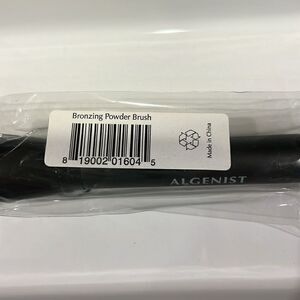 Bronzing Powder Brush
8 19002 01604 5
Made in China
ALGENIST